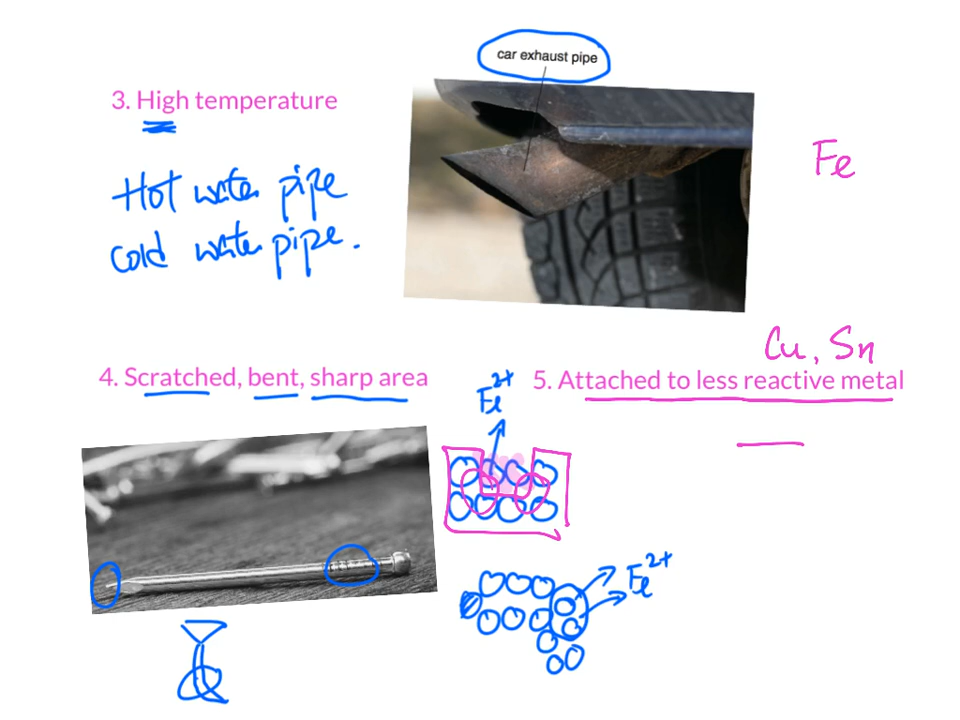 car exhaust pipe
3. High temperature
Fe
Hot water pipe
cold water pipe.
Cu, Sn
4. Scratched, bent, sharp area
5. Attached to less reactive metal
Fe2+
Fe2+